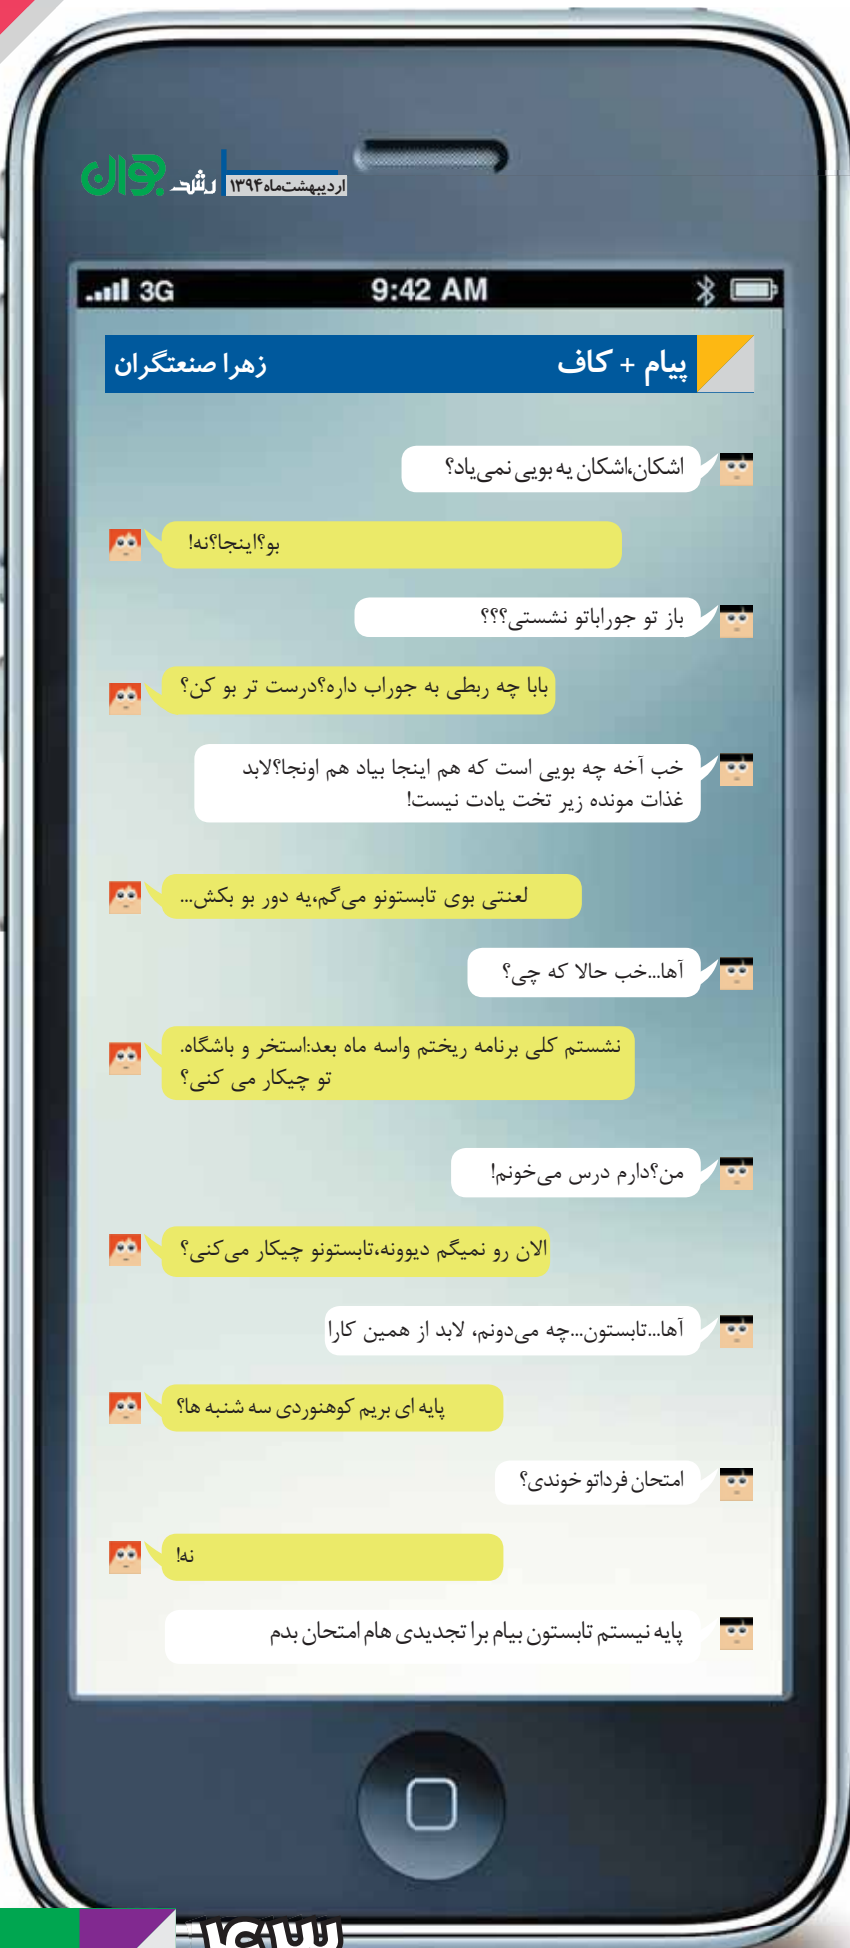 رشد جوان
اردیبهشت‌ماه ۱۳۹۴
3G 9:42 AM
پیام + کاف
زهرا صنعتگران
اشکان،اشکان یه بویی نمی‌یاد؟
بو؟اینجا؟نه!
باز تو جوراباتو نشستی؟؟؟
بابا چه ربطی به جوراب داره؟درست تر بو کن؟
خب آخه چه بویی است که هم اینجا بیاد هم اونجا؟لابد
غذات مونده زیر تخت یادت نیست!
لعنتی بوی تابستونو می‌گم،یه دور بو بکش...
آها...خب حالا که چی؟
نشستم کلی برنامه ریختم واسه ماه بعد:استخر و باشگاه.
تو چیکار می کنی؟
من؟دارم درس می‌خونم!
الان رو نمیگم دیوونه،تابستونو چیکار می‌کنی؟
آها...تابستون...چه می‌دونم، لابد از همین کارا
پایه ای بریم کوهنوردی سه شنبه ها؟
امتحان فرداتو خوندی؟
نه!
پایه نیستم تابستون بیام برا تجدیدی هام امتحان بدم